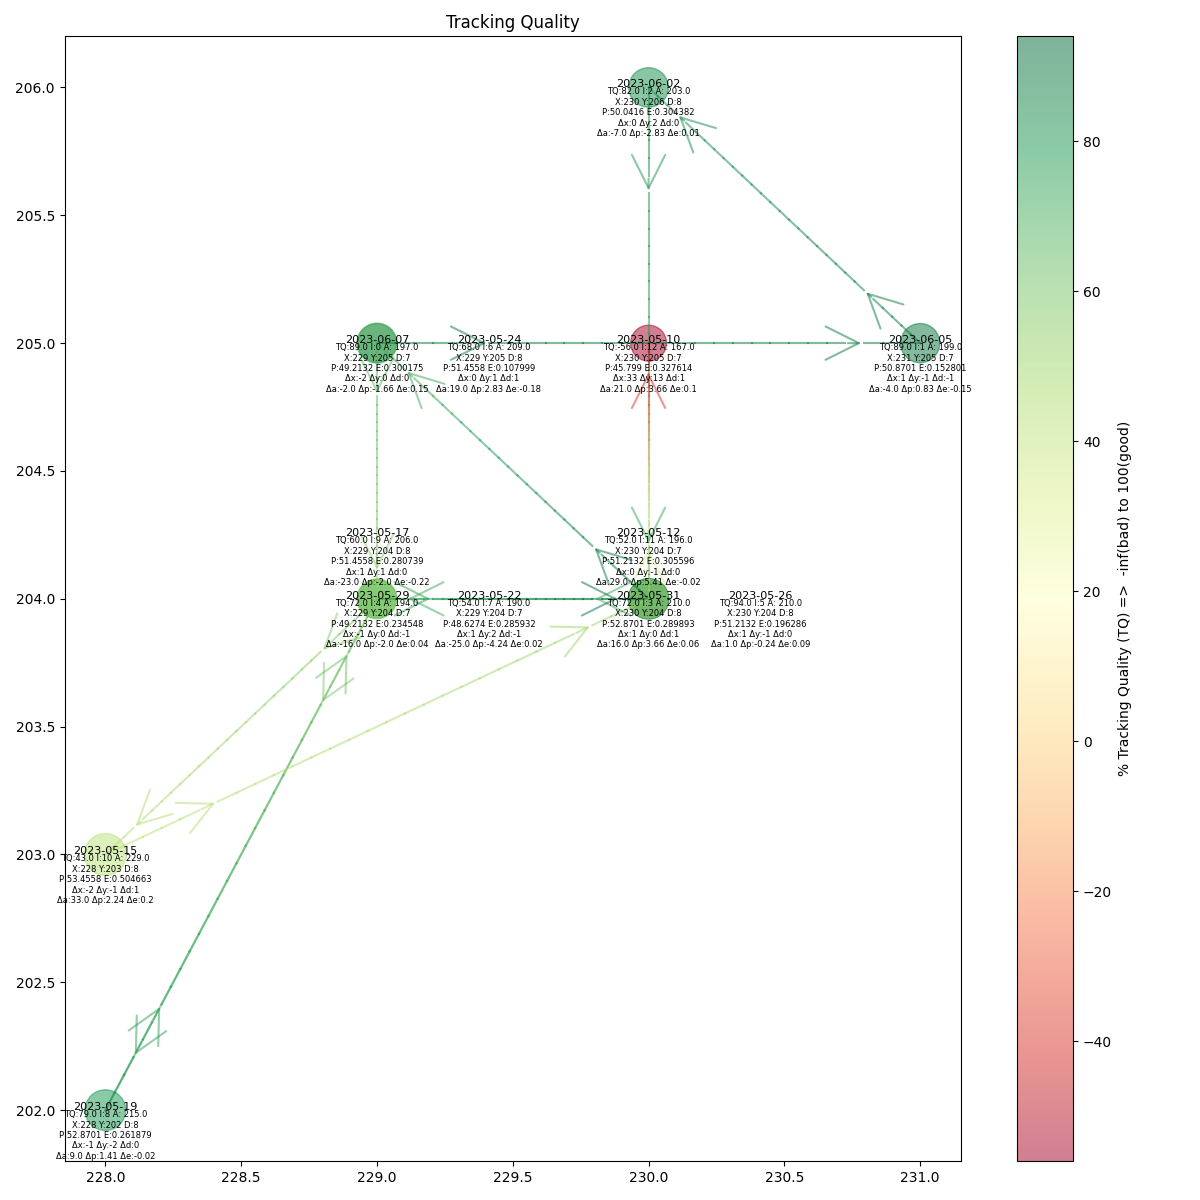 Tracking Quality
206.0
205.5
205.0
204.5
204.0
203.5
203.0
202.5
202.0
228.0
228.5
229.0
229.5
230.0
230.5
231.0
2023-06-02
TQ:82.0 I:2 A: 203.0
X:230 Y:206 D:8
P:50.0416 E:0.304382
Δx:0 Δy:2 Δd:0
Δa:-7.0 Δp:-2.83 Δe:0.01
2023-06-07
TQ:89.0 I:0 A: 197.0
X:229 Y:205 D:7
P:49.2132 E:0.300175
Δx:-2 Δy:0 Δd:0
Δa:-2.0 Δp:-1.66 Δe:0.15
2023-05-24
TQ:68.0 I:6 A: 209.0
X:229 Y:205 D:8
P:51.4558 E:0.107999
Δx:0 Δy:1 Δd:1
Δa:19.0 Δp:2.83 Δe:-0.18
2023-05-10
TQ:-56.0 I:12 A: 167.0
X:230 Y:205 D:7
P:45.799 E:0.327614
Δx:33 Δy:13 Δd:1
Δa:21.0 Δp:3.66 Δe:0.1
2023-06-05
TQ:89.0 I:1 A: 199.0
X:231 Y:205 D:7
P:50.8701 E:0.152801
Δx:1 Δy:-1 Δd:-1
Δa:-4.0 Δp:0.83 Δe:-0.15
2023-05-17
TQ:60.0 I:9 A: 206.0
X:229 Y:204 D:8
P:51.4558 E:0.280739
Δx:1 Δy:1 Δd:0
Δa:-23.0 Δp:-2.0 Δe:-0.22
2023-05-12
TQ:52.0 I:11 A: 196.0
X:230 Y:204 D:7
P:51.2132 E:0.305596
Δx:0 Δy:-1 Δd:0
Δa:29.0 Δp:5.41 Δe:-0.02
2023-05-29
TQ:72.0 I:4 A: 194.0
X:229 Y:204 D:7
P:49.2132 E:0.234548
Δx:-1 Δy:0 Δd:-1
Δa:-16.0 Δp:-2.0 Δe:0.04
2023-05-22
TQ:54.0 I:7 A: 190.0
X:229 Y:204 D:7
P:48.6274 E:0.285932
Δx:1 Δy:2 Δd:-1
Δa:-25.0 Δp:-4.24 Δe:0.02
2023-05-31
X:230 Y:204 D:8
P:52.8701 E:0.289893
Δx:1 Δy:0 Δd:1
Δa:16.0 Δp:3.66 Δe:0.06
2023-05-26
TQ:94.0 I:5 A: 210.0
X:230 Y:204 D:8
P:51.2132 E:0.196286
Δx:1 Δy:-1 Δd:0
Δa:1.0 Δp:-0.24 Δe:0.09
2023-05-15
TQ:43.0 I:10 A: 229.0
X:228 Y:203 D:8
P:53.4558 E:0.504663
Δx:-2 Δy:-1 Δd:1
Δa:33.0 Δp:2.24 Δe:0.2
2023-05-19
TQ:79.0 I:8 A: 215.0
X:228 Y:202 D:8
P:52.8701 E:0.261879
Δx:-1 Δy:-2 Δd:0
Δa:9.0 Δp:1.41 Δe:-0.02
80
60
40
20
0
−20
−40
% Tracking Quality (TQ) => -inf(bad) to 100(good)